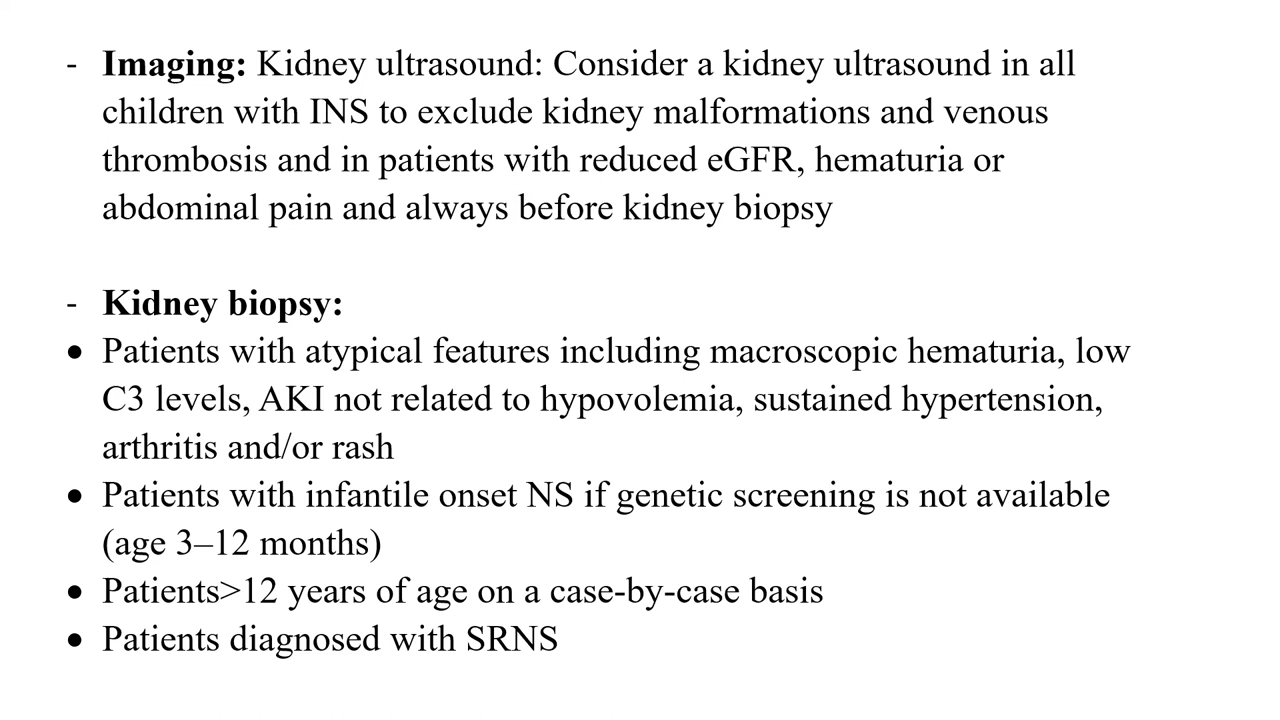 - Imaging: Kidney ultrasound: Consider a kidney ultrasound in all
children with INS to exclude kidney malformations and venous
thrombosis and in patients with reduced eGFR, hematuria or
abdominal pain and always before kidney biopsy
- Kidney biopsy:
• Patients with atypical features including macroscopic hematuria, low
C3 levels, AKI not related to hypovolemia, sustained hypertension,
arthritis and/or rash
• Patients with infantile onset NS if genetic screening is not available
(age 3–12 months)
• Patients>12 years of age on a case-by-case basis
• Patients diagnosed with SRNS